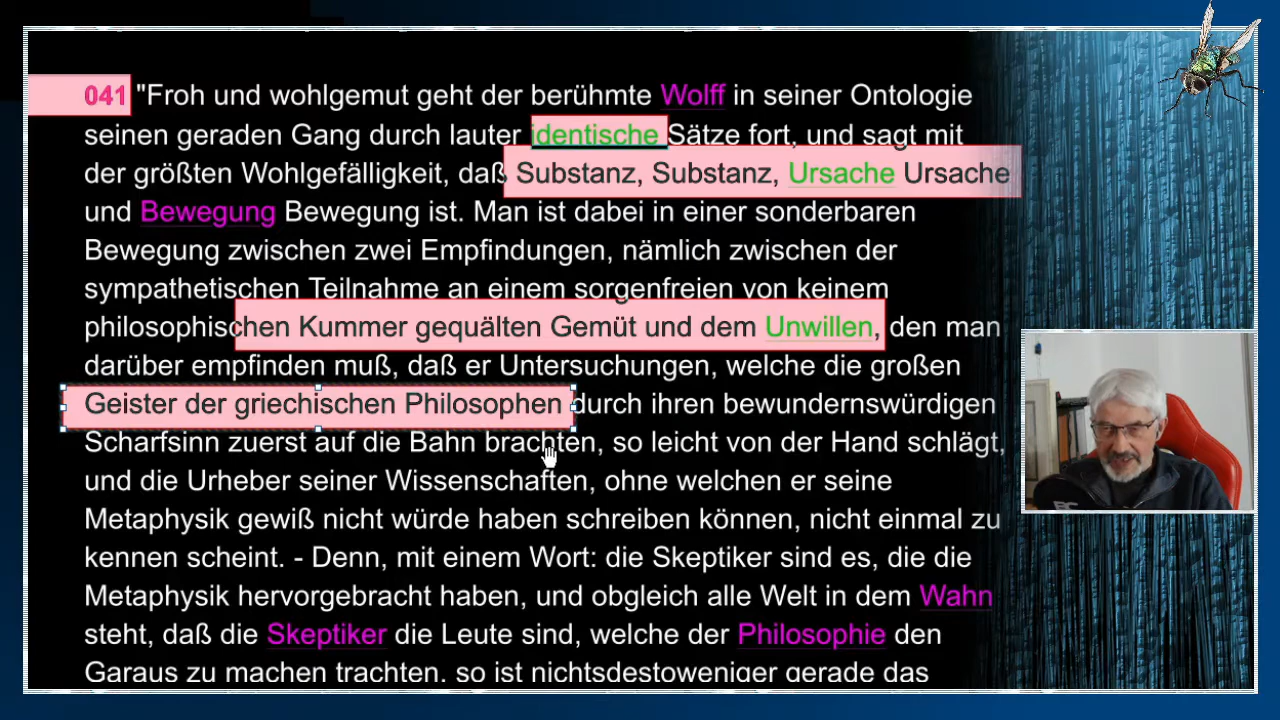 041 "Froh und wohlgemut geht der berühmte Wolff in seiner Ontologie
seinen geraden Gang durch lauter identische Sätze fort, und sagt mit
der größten Wohlgefälligkeit, daß Substanz, Substanz, Ursache Ursache
und Bewegung Bewegung ist. Man ist dabei in einer sonderbaren
Bewegung zwischen zwei Empfindungen, nämlich zwischen der
sympathetischen Teilnahme an einem sorgenfreien von keinem
philosophischen Kummer gequälten Gemüt und dem Unwillen, den man
darüber empfinden muß, daß er Untersuchungen, welche die großen
Geister der griechischen Philosophen durch ihren bewundernswürdigen
Scharfsinn zuerst auf die Bahn brachten, so leicht von der Hand schlägt,
und die Urheber seiner Wissenschaften, ohne welchen er seine
Metaphysik gewiß nicht würde haben schreiben können, nicht einmal zu
kennen scheint. - Denn, mit einem Wort: die Skeptiker sind es, die die
Metaphysik hervorgebracht haben, und obgleich alle Welt in dem Wahn
steht, daß die Skeptiker die Leute sind, welche der Philosophie den
Garaus zu machen trachten, so ist nichtsdestoweniger gerade das